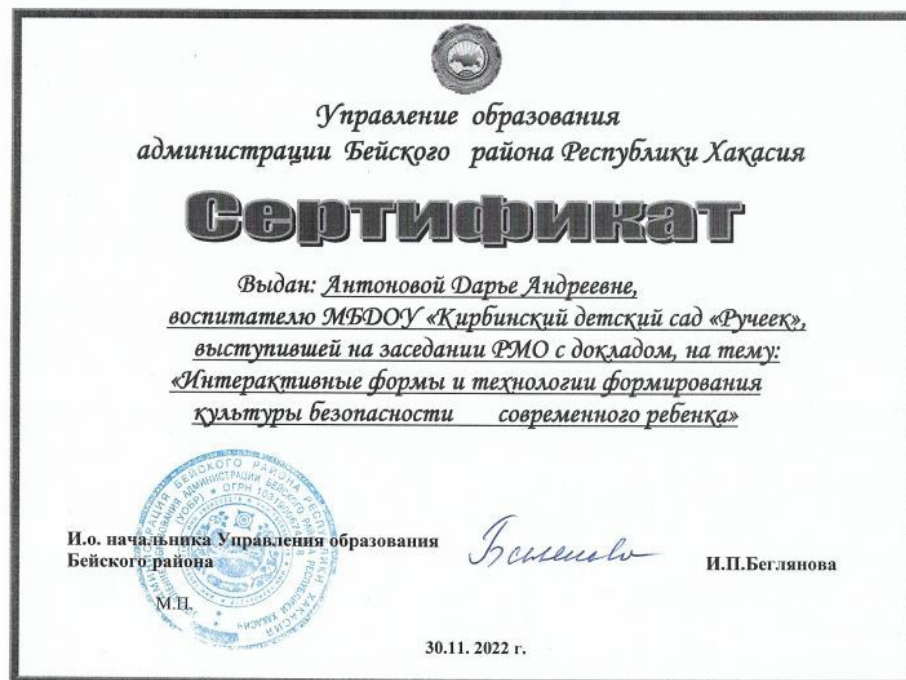 Управление образования
администрации Бейского района Республики Хакасия
Сертификат
Выдан: Антоновой Дарье Андреевне,
воспитателю МБДОУ «Кирбинский детский сад «Ручеек»,
выступившей на заседании РМО с докладом, на тему:
«Интерактивные формы и технологии формирования
культуры безопасности современного ребенка»
И.о. начальника Управления образования
Бейского района
И.П.Беглянова
М.П.
30.11. 2022 г.